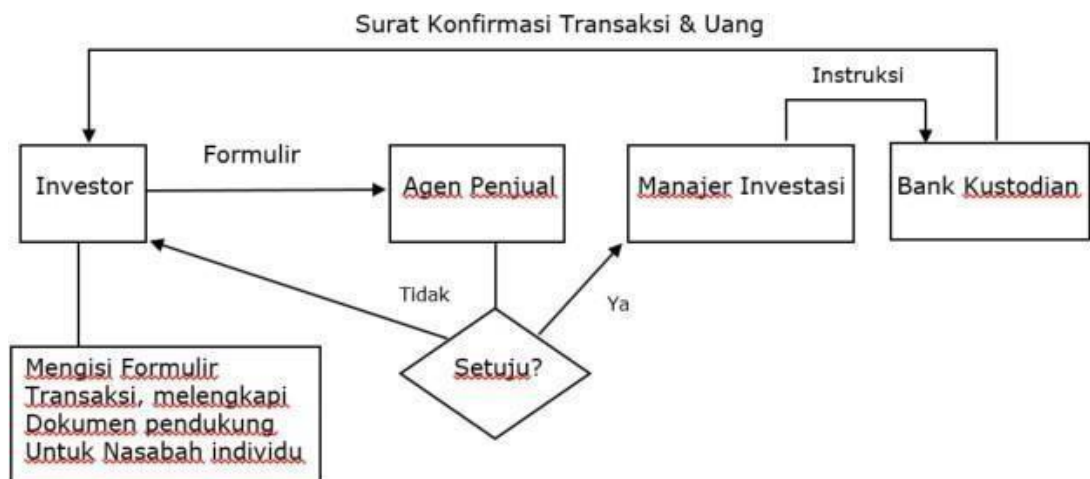 Surat Konfirmasi Transaksi & Uang
Instruksi
Formulir
Investor
Agen Penjual
Manajer Investasi
Bank Kustodian
Tidak
Ya
Setuju?
Mengisi Formulir
Transaksi, melengkapi
Dokumen pendukung
Untuk Nasabah individu